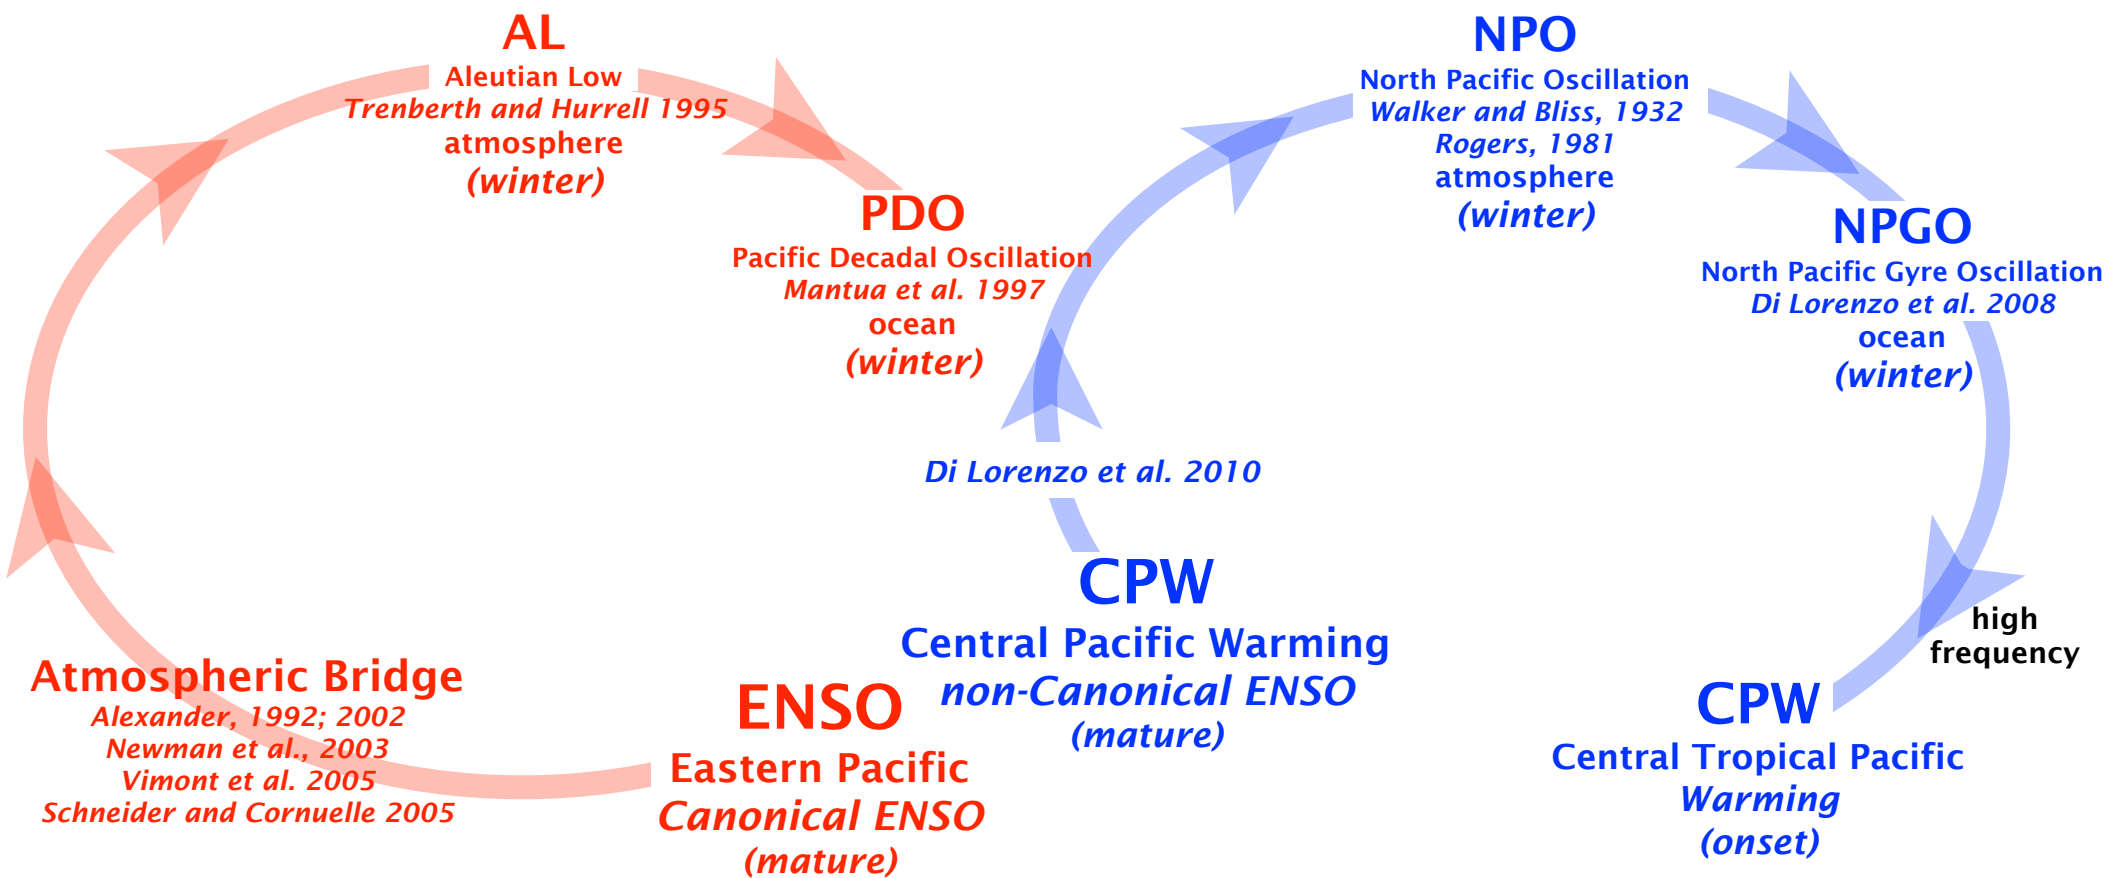 AL
Aleutian Low
Trenberth and Hurrell 1995
atmosphere
(winter)
PDO
Pacific Decadal Oscillation
Mantua et al. 1997
ocean
(winter)
Atmospheric Bridge
Alexander, 1992; 2002
Newman et al., 2003
Vimont et al. 2005
Schneider and Cornuelle 2005
ENSO
Eastern Pacific
Canonical ENSO
(mature)
NPO
North Pacific Oscillation
Walker and Bliss, 1932
Rogers, 1981
atmosphere
(winter)
NPGO
North Pacific Gyre Oscillation
Di Lorenzo et al. 2008
ocean
(winter)
Di Lorenzo et al. 2010
CPW
Central Pacific Warming
non-Canonical ENSO
(mature)
high
frequency
CPW
Central Tropical Pacific
Warming
(onset)